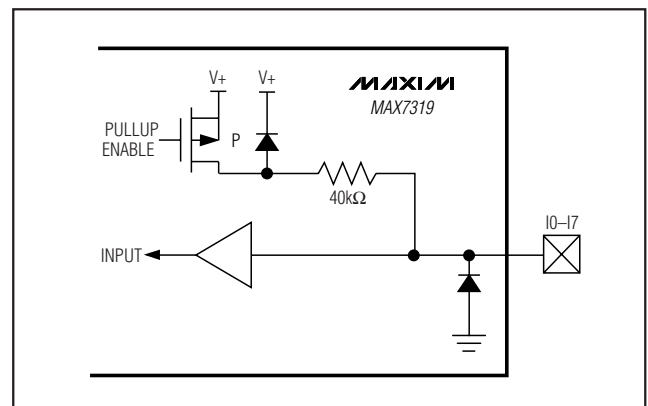 V+ V+
MAXIM
MAX7319
PULLUP
ENABLE
P
40kΩ
I0–I7
INPUT